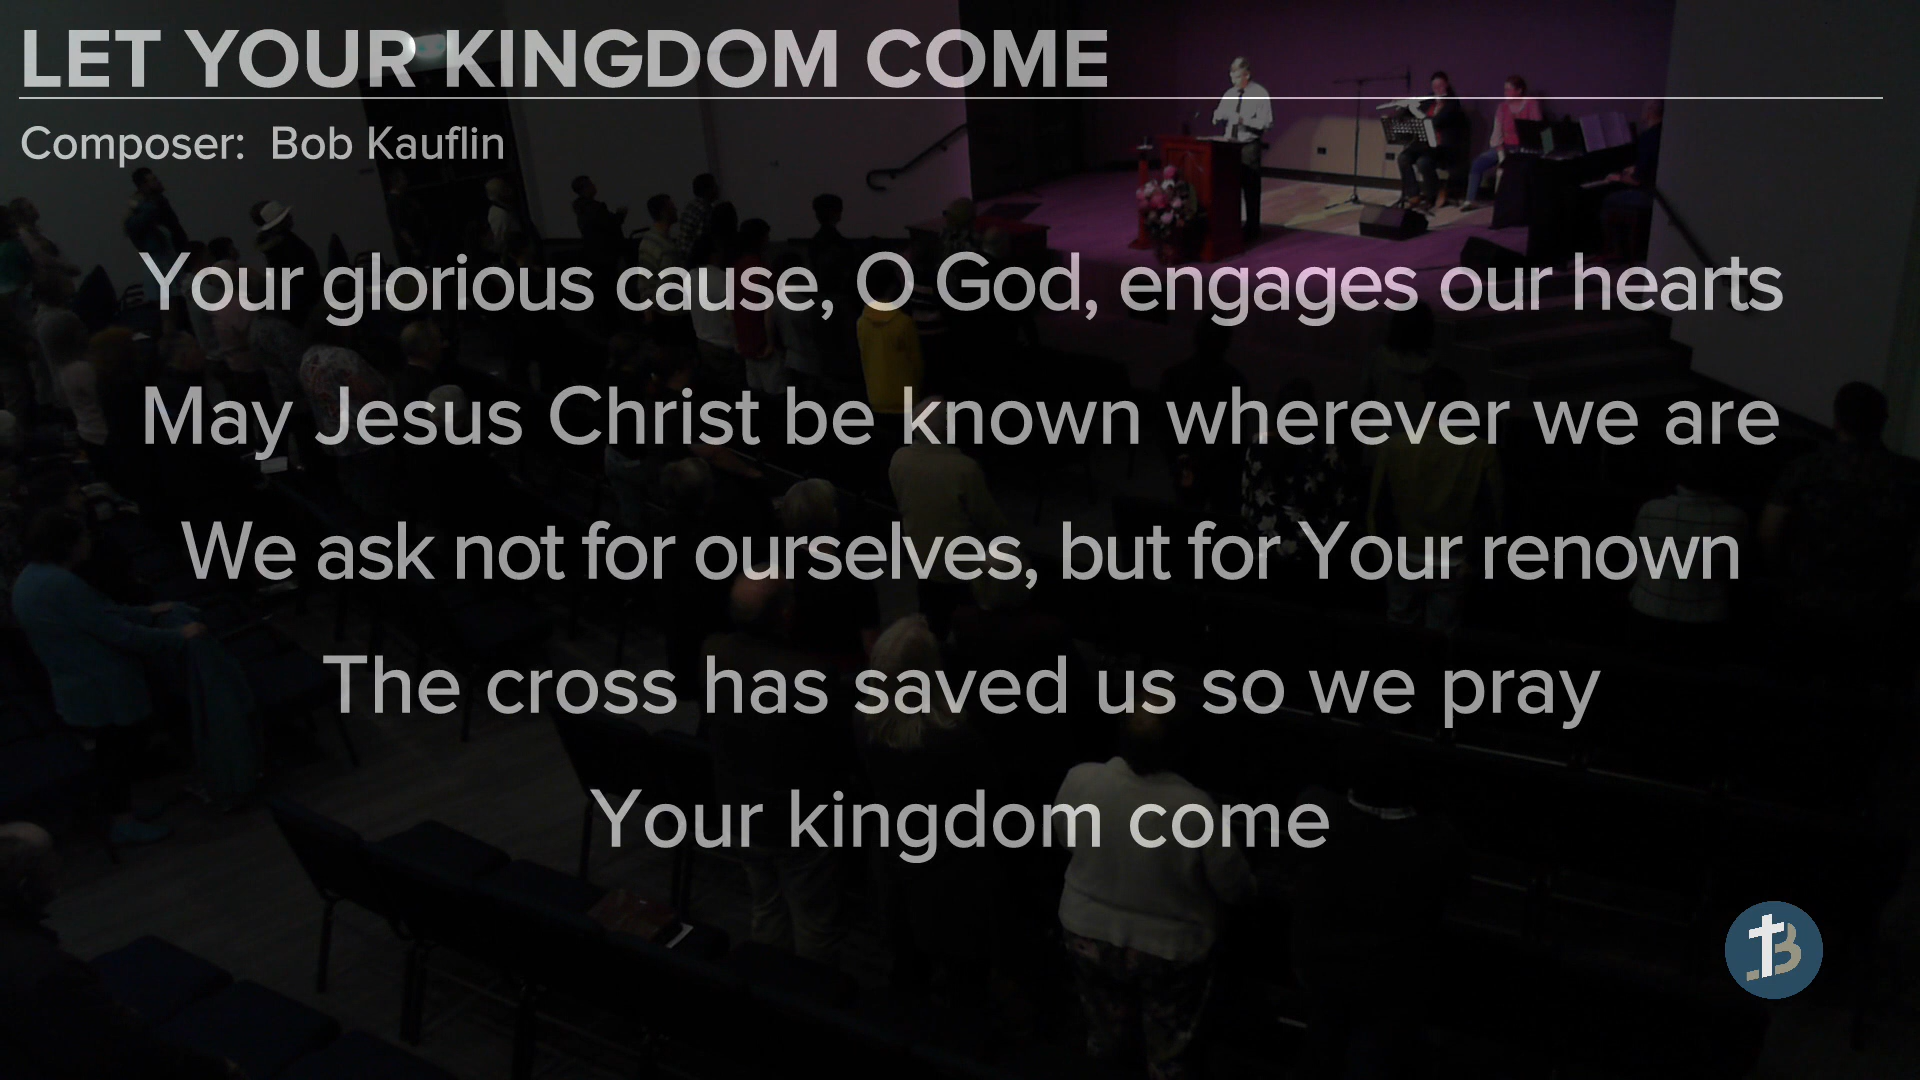 LET YOUR KINGDOM COME
Composer: Bob Kauflin
Your glorious cause, O God, engages our hearts
May Jesus Christ be known wherever we are
We ask not for ourselves, but for Your renown
The cross has saved us so we pray
Your kingdom come